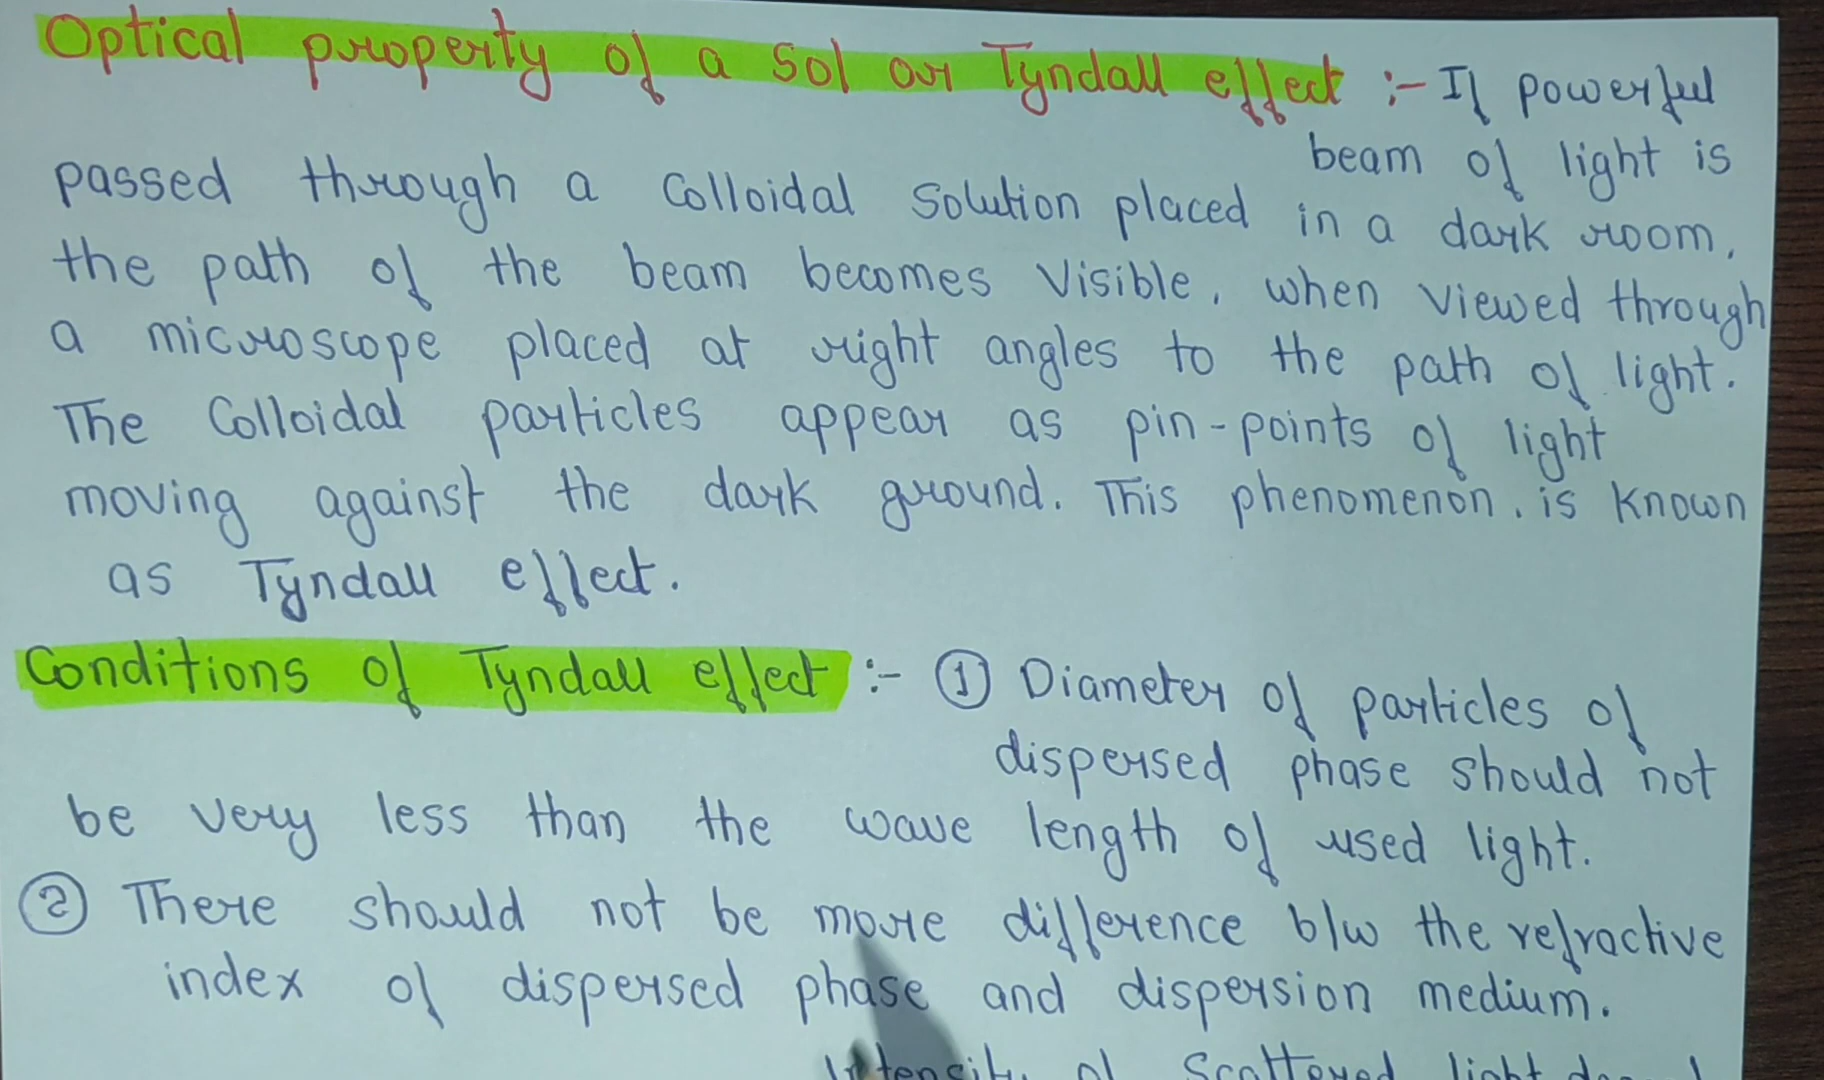 Optical property of a Sol or Tyndall effect :- If powerful
beam of light is
passed through a Colloidal Solution placed in a dark room,
the path of the beam becomes Visible, when viewed through
a microscope placed at right angles to the path of light.
The Colloidal particles appear as pin-points of light
moving against the dark ground. This phenomenon. is Known
as Tyndall effect.
Conditions of Tyndall effect :- ① Diameter of particles of
dispersed phase should not
be very less than the wave length of used light.
② There should not be more difference b/w the refractive
index of dispersed phase and dispersion medium.
Intensity of Scattered light